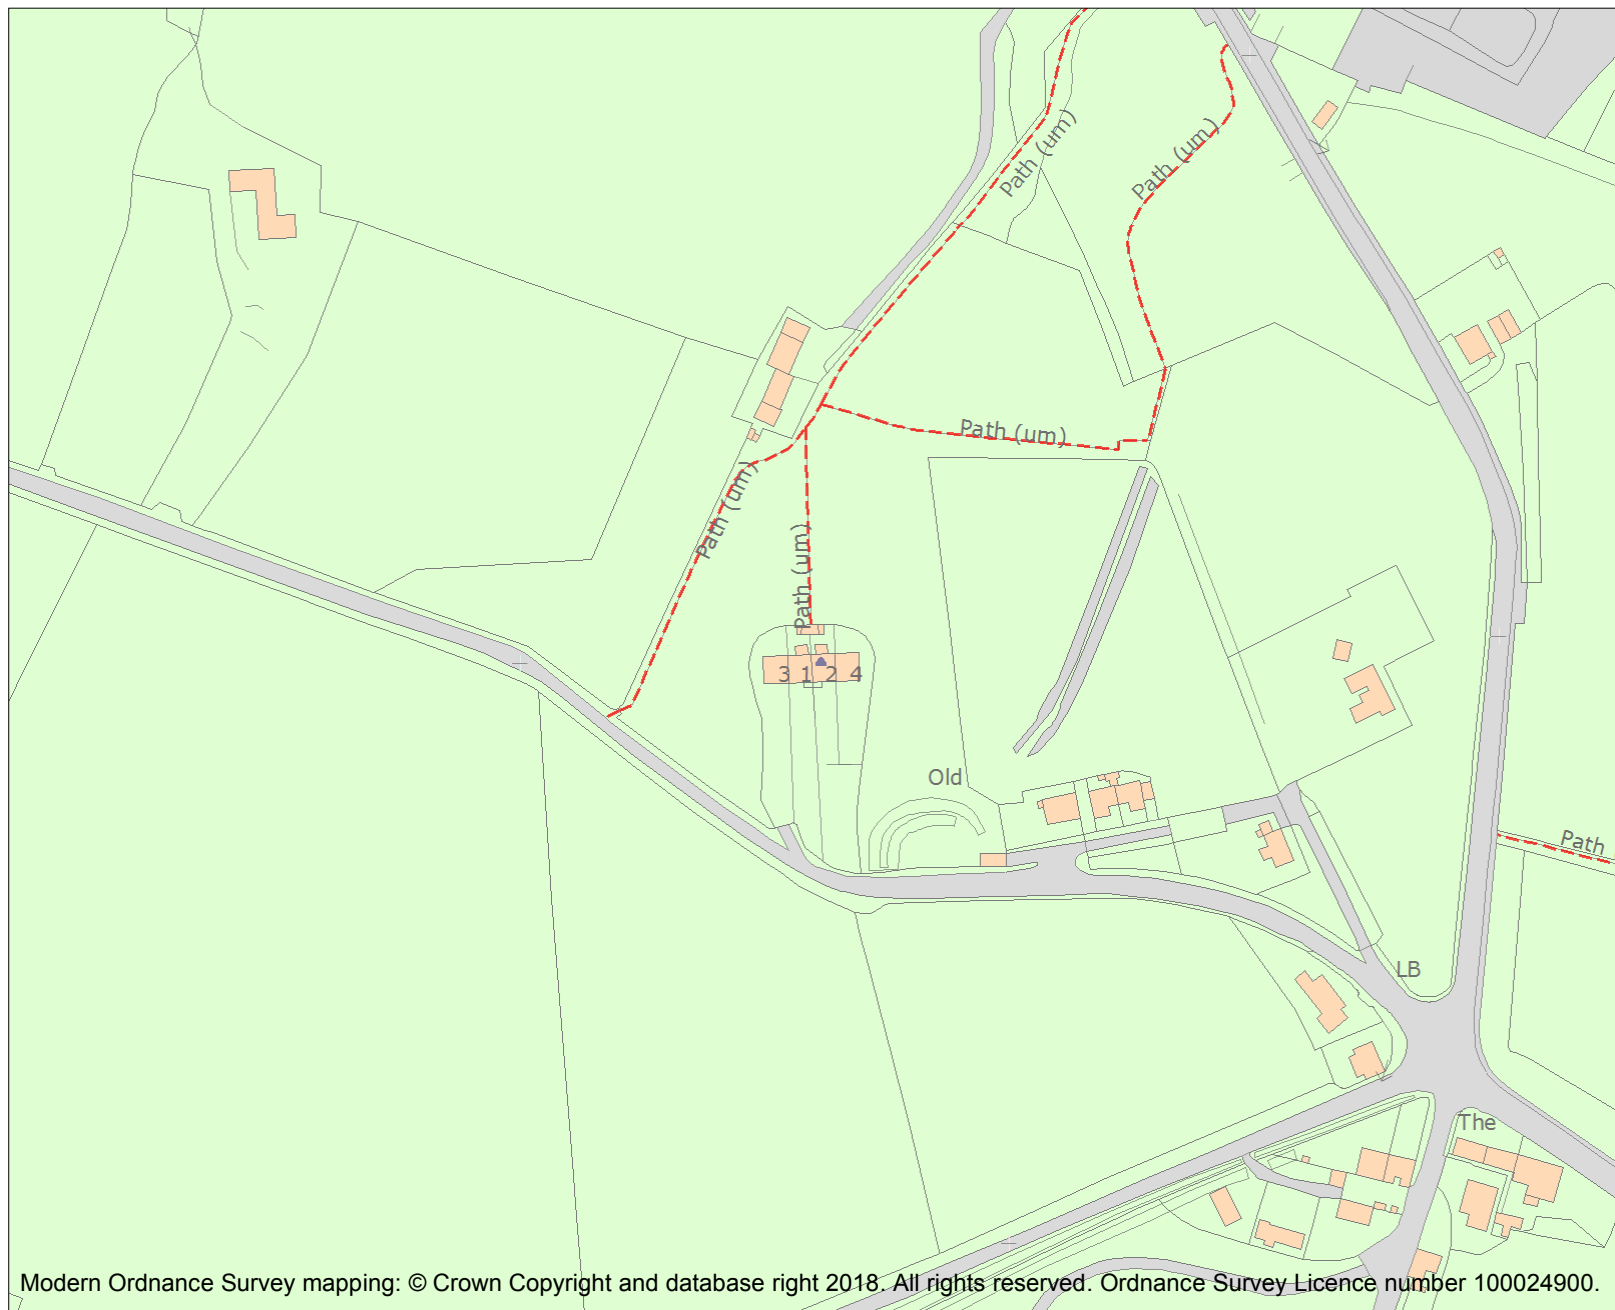 Path (um)
Path (um)
Path (um)
Path (um)
Path (um)
3 1 2 4
Old
Path
LB
The
Modern Ordnance Survey mapping: © Crown Copyright and database right 2018. All rights reserved. Ordnance Survey Licence number 100024900.